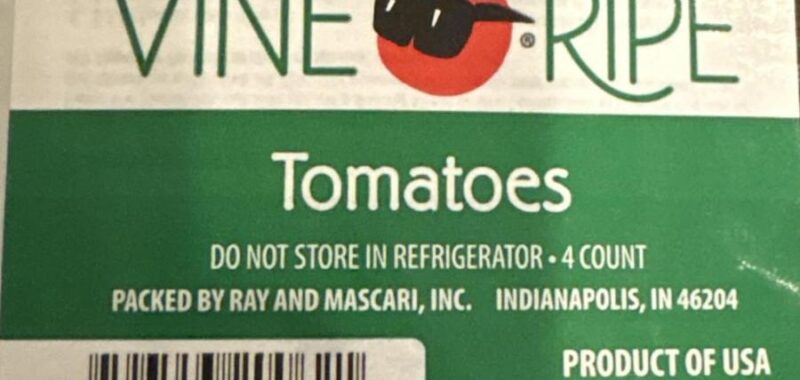 VINE RIPE ®
Tomatoes
DO NOT STORE IN REFRIGERATOR • 4 COUNT
PACKED BY RAY AND MASCARI, INC. INDIANAPOLIS, IN 46204
PRODUCT OF USA